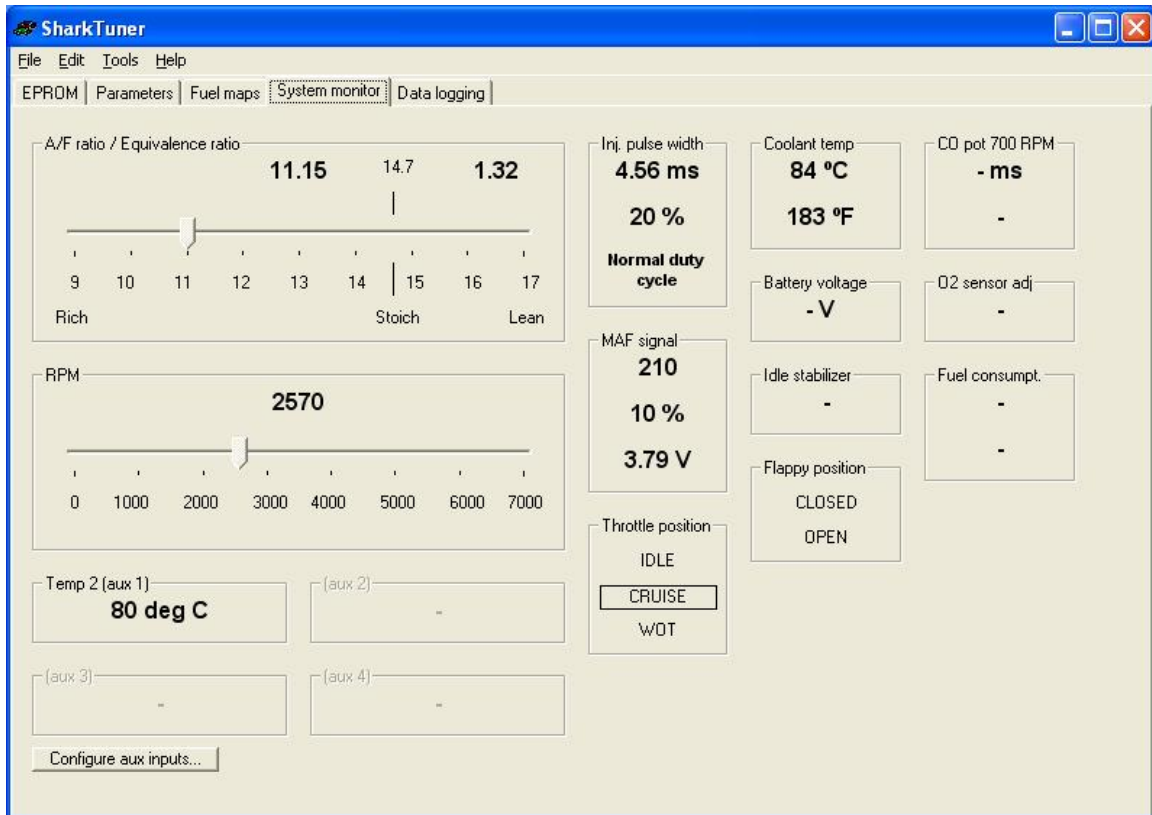 SharkTuner
File Edit Tools Help
EPROM Parameters Fuel maps System monitor Data logging
A/F ratio / Equivalence ratio
11.15 14.7 1.32
9 10 11 12 13 14 15 16 17
Rich Stoich Lean
RPM
2570
0 1000 2000 3000 4000 5000 6000 7000
Temp 2 (aux 1)
80 deg C
(aux 2)
-
(aux 3)
-
(aux 4)
-
Configure aux inputs...
Inj. pulse width
4.56 ms
20 %
Normal duty
cycle
MAF signal
210
10 %
3.79 V
Throttle position
IDLE
CRUISE
WOT
Coolant temp
84 ºC
183 ºF
Battery voltage
- V
Idle stabilizer
-
Flappy position
CLOSED
OPEN
CO pot 700 RPM
- ms
-
O2 sensor adj
-
Fuel consumpt.
-
-